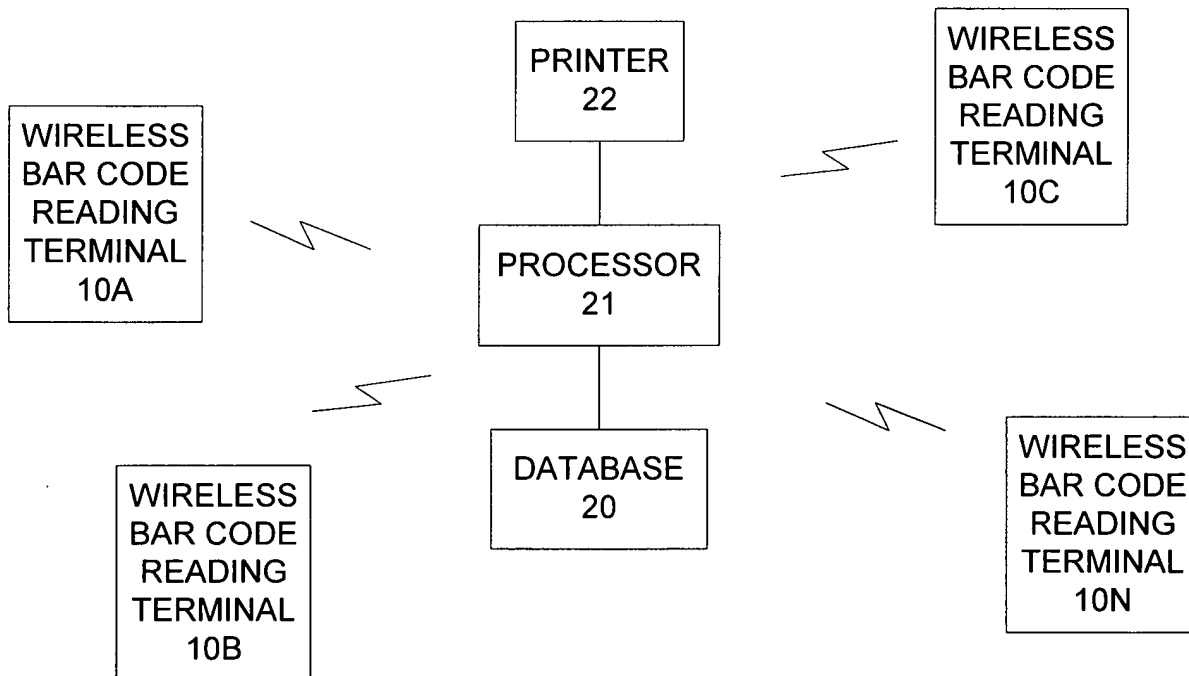 PRINTER
22
WIRELESS
BAR CODE
READING
TERMINAL
10C
WIRELESS
BAR CODE
READING
TERMINAL
10A
PROCESSOR
21
DATABASE
20
WIRELESS
BAR CODE
READING
TERMINAL
10B
WIRELESS
BAR CODE
READING
TERMINAL
10N